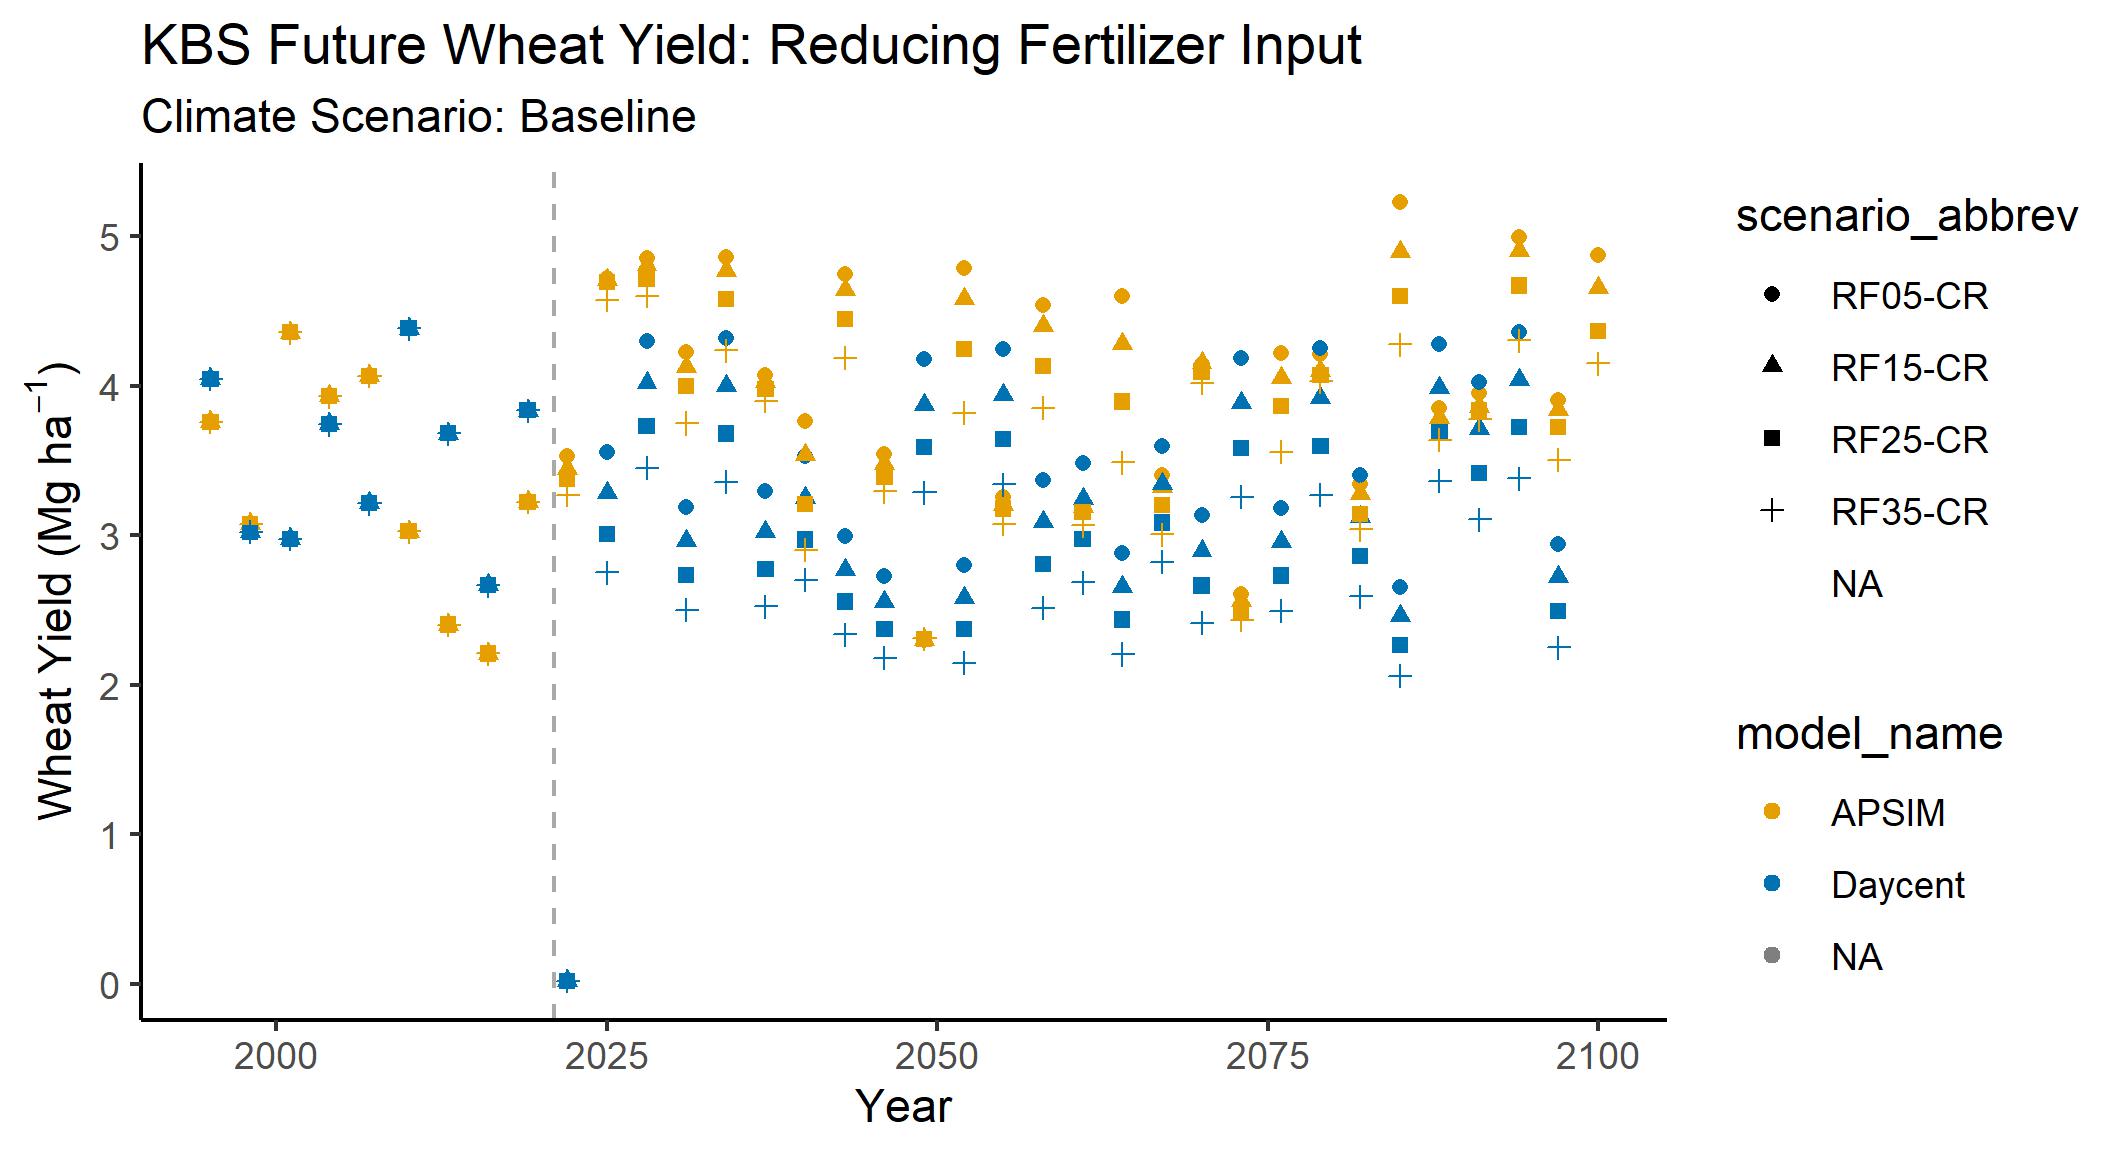 KBS Future Wheat Yield: Reducing Fertilizer Input
Climate Scenario: Baseline
Wheat Yield (Mg ha⁻¹)
5
4
3
2
1
0
2000 2025 2050 2075 2100
Year
scenario_abbrev
RF05-CR
RF15-CR
RF25-CR
RF35-CR
NA
model_name
APSIM
Daycent
NA